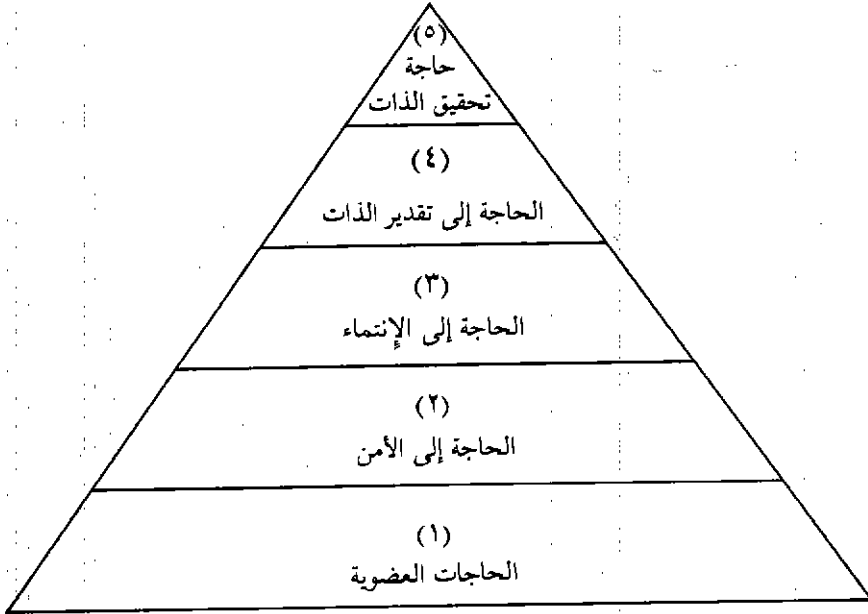 (٥)
حاجة
تحقيق الذات
(٤)
الحاجة إلى تقدير الذات
(٣)
الحاجة إلى الإنتماء
(٢)
الحاجة إلى الأمن
(١)
الحاجات العضوية